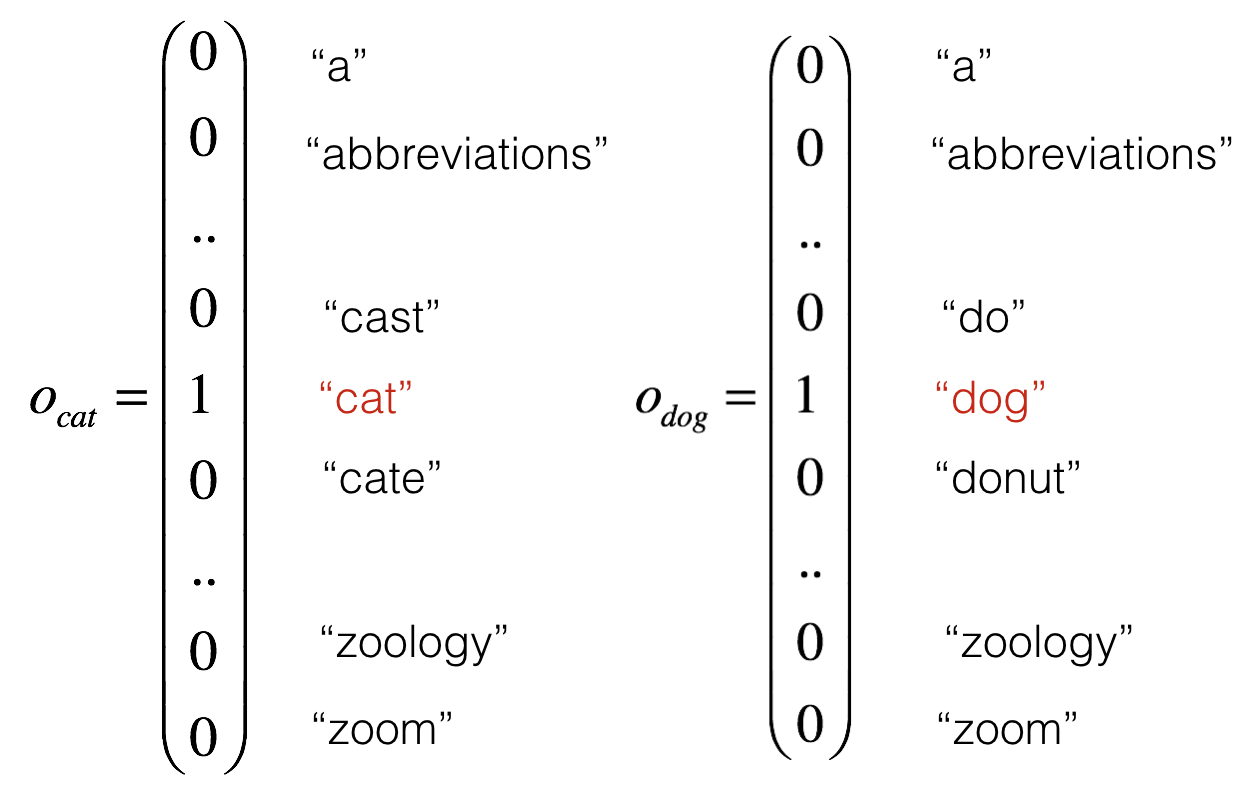 0 “a” 0 “a”
0 “abbreviations” 0 “abbreviations”
.. ..
0 “cast” 0 “do”
o_cat = 1 “cat” o_dog = 1 “dog”
0 “cate” 0 “donut”
.. ..
0 “zoology” 0 “zoology”
0 “zoom” 0 “zoom”